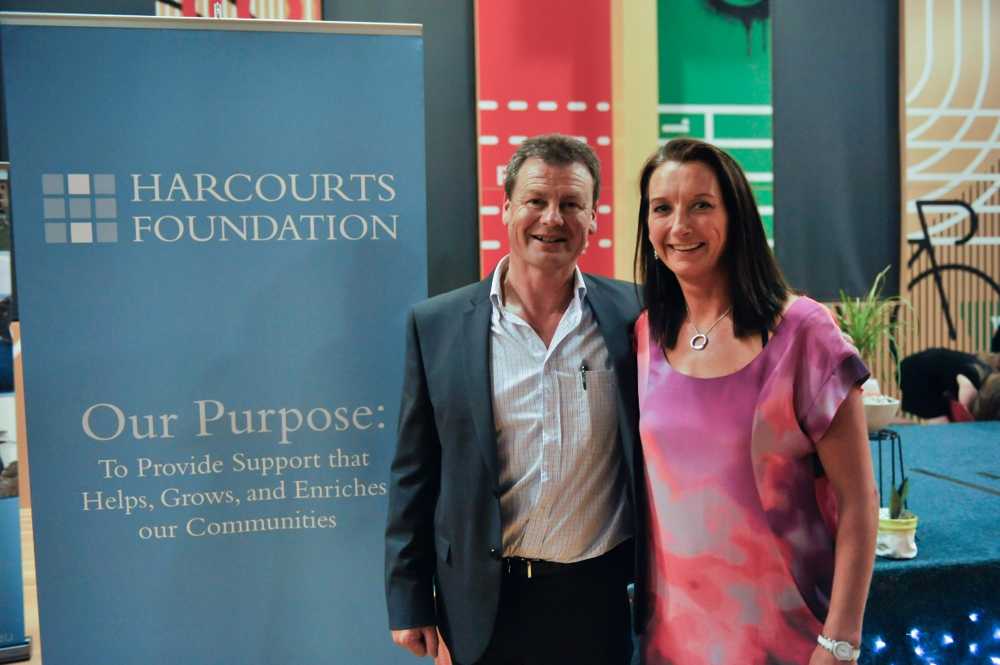 HARCOURTS
FOUNDATION
Our Purpose:
To Provide Support that
Helps, Grows, and Enriches
our Communities